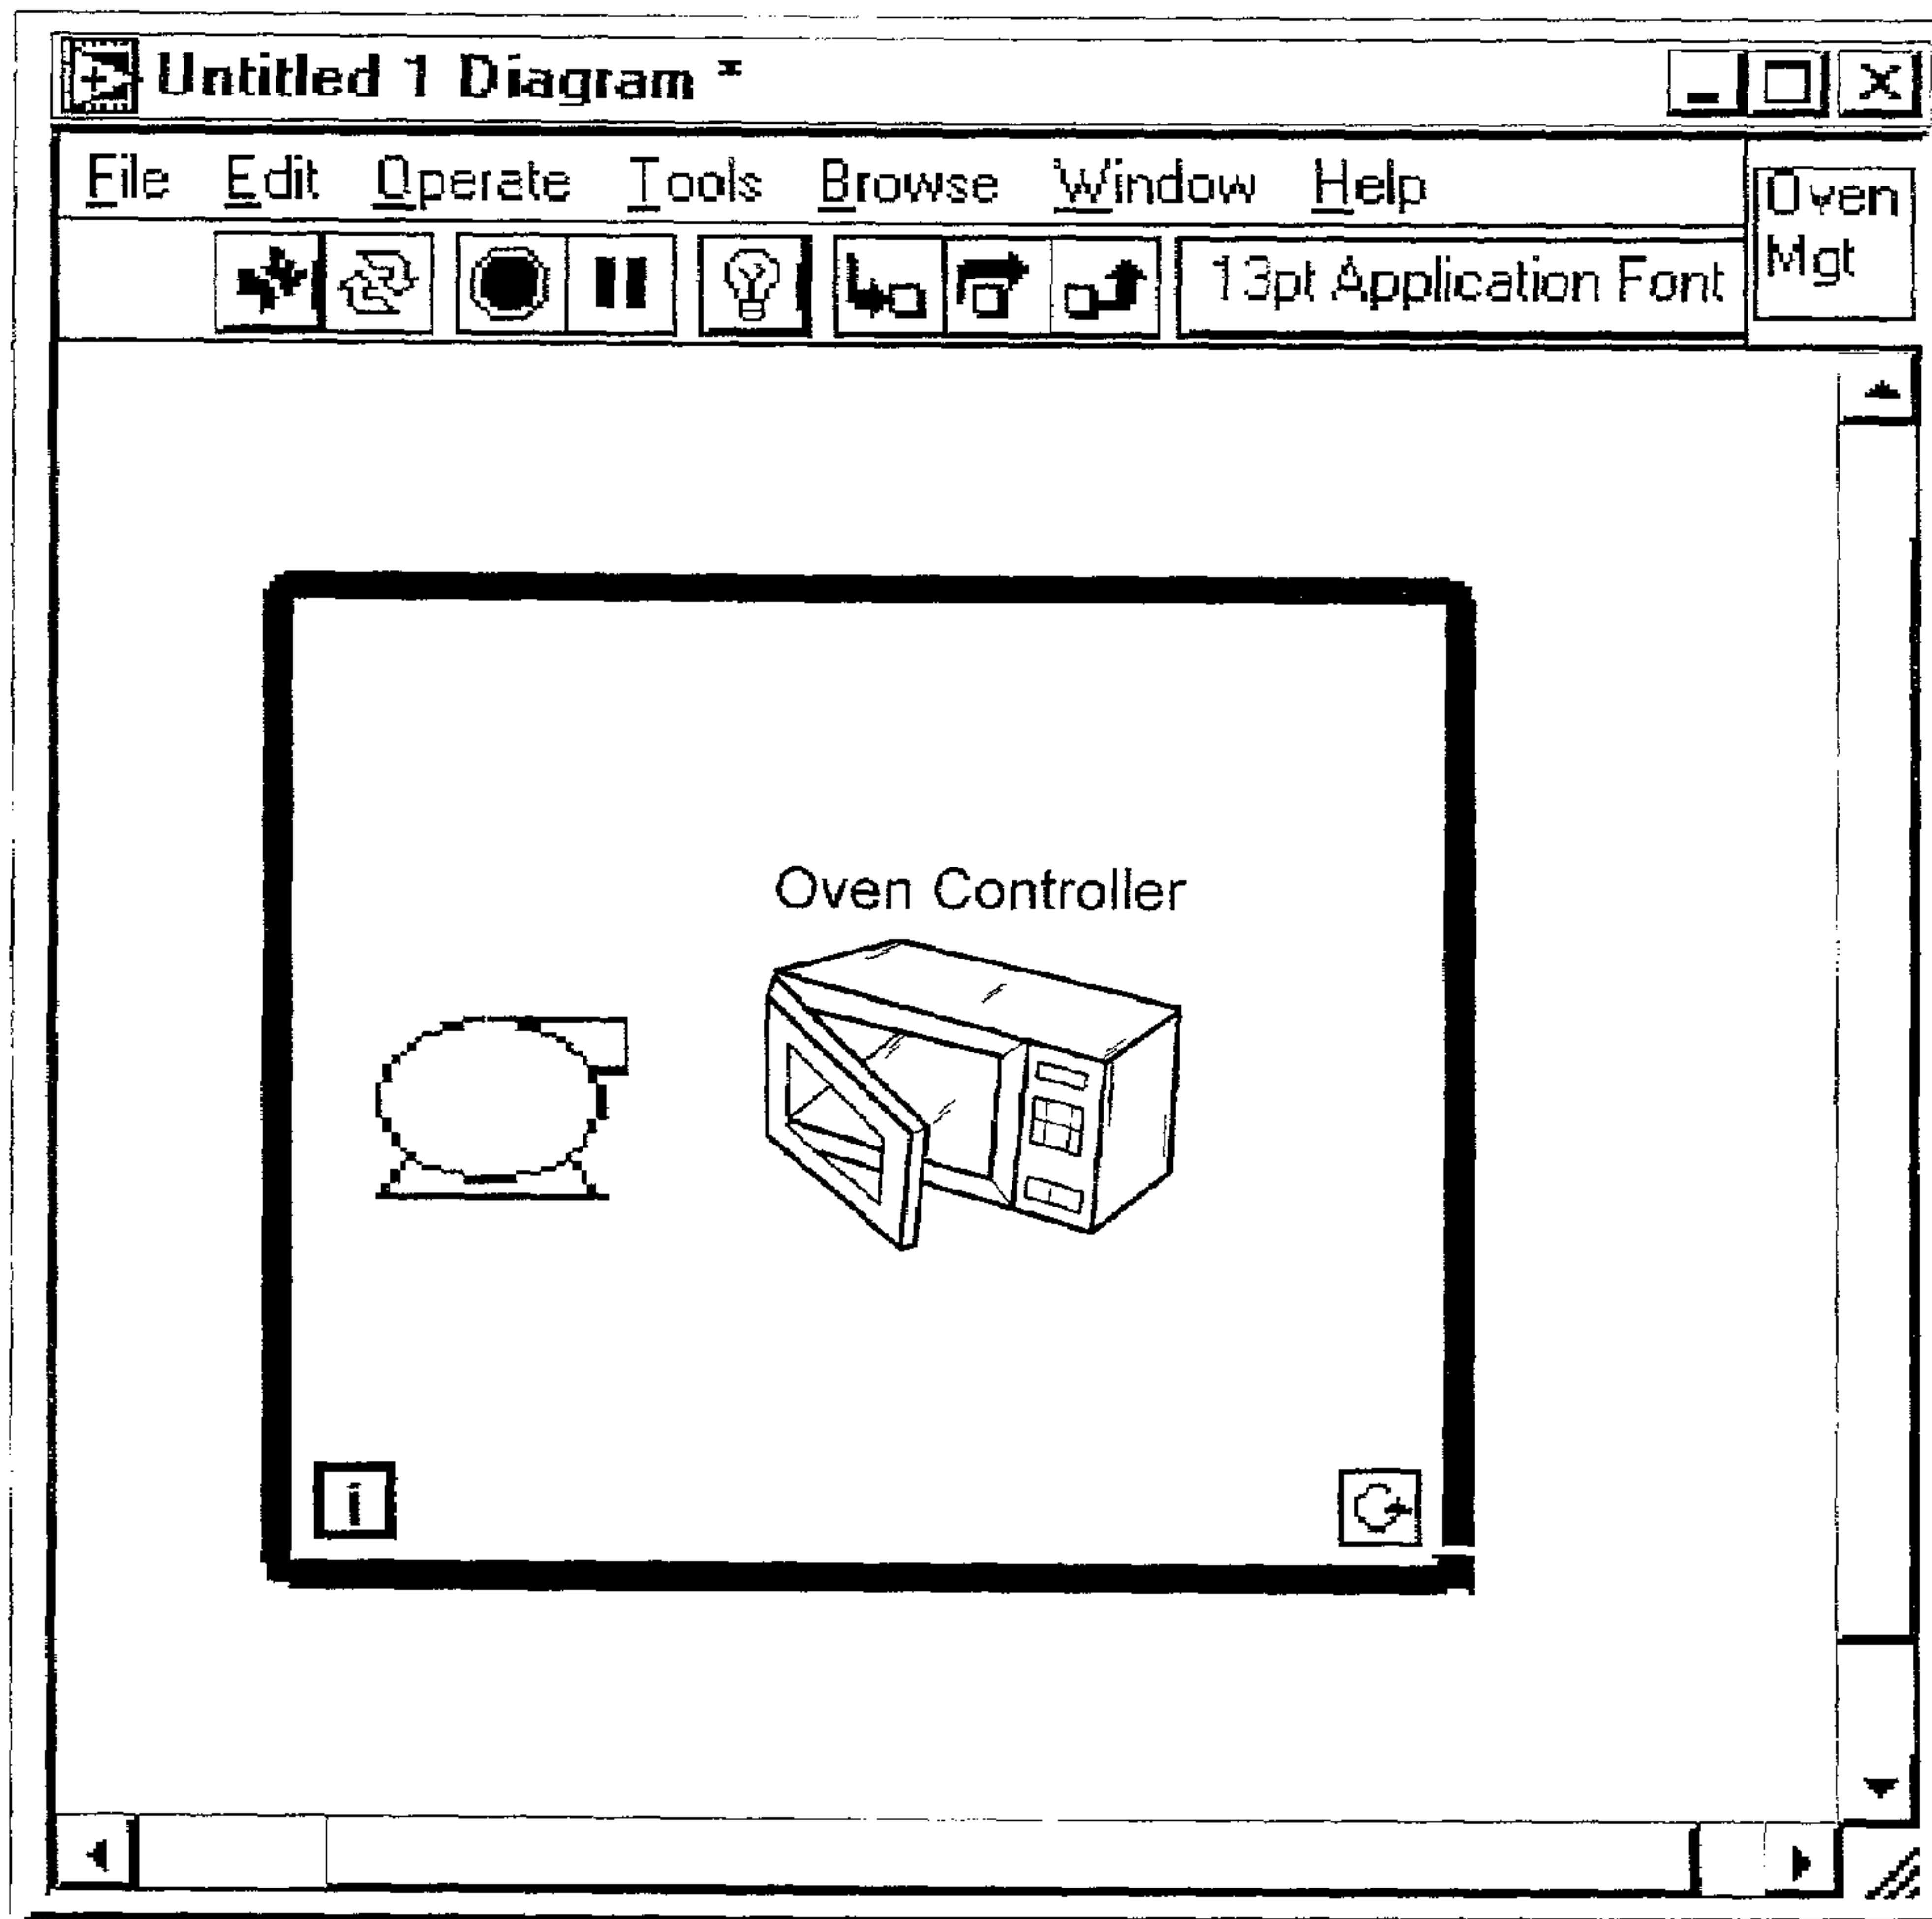 Untitled 1 Diagram *
File Edit Operate Tools Browse Window Help
Oven
Mgt
13pt Application Font
Oven Controller
i